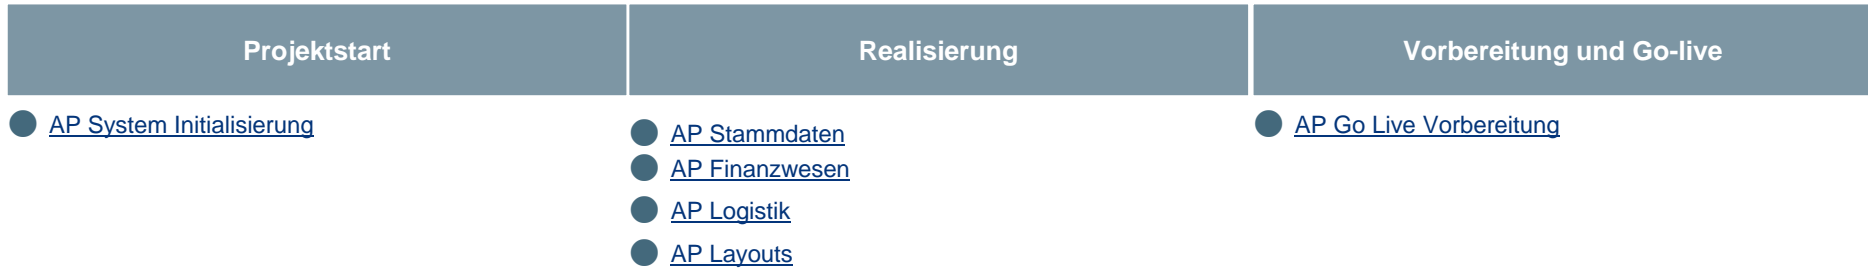 Projektstart
AP System Initialisierung
Realisierung
AP Stammdaten
AP Finanzwesen
AP Logistik
AP Layouts
Vorbereitung und Go-live
AP Go Live Vorbereitung